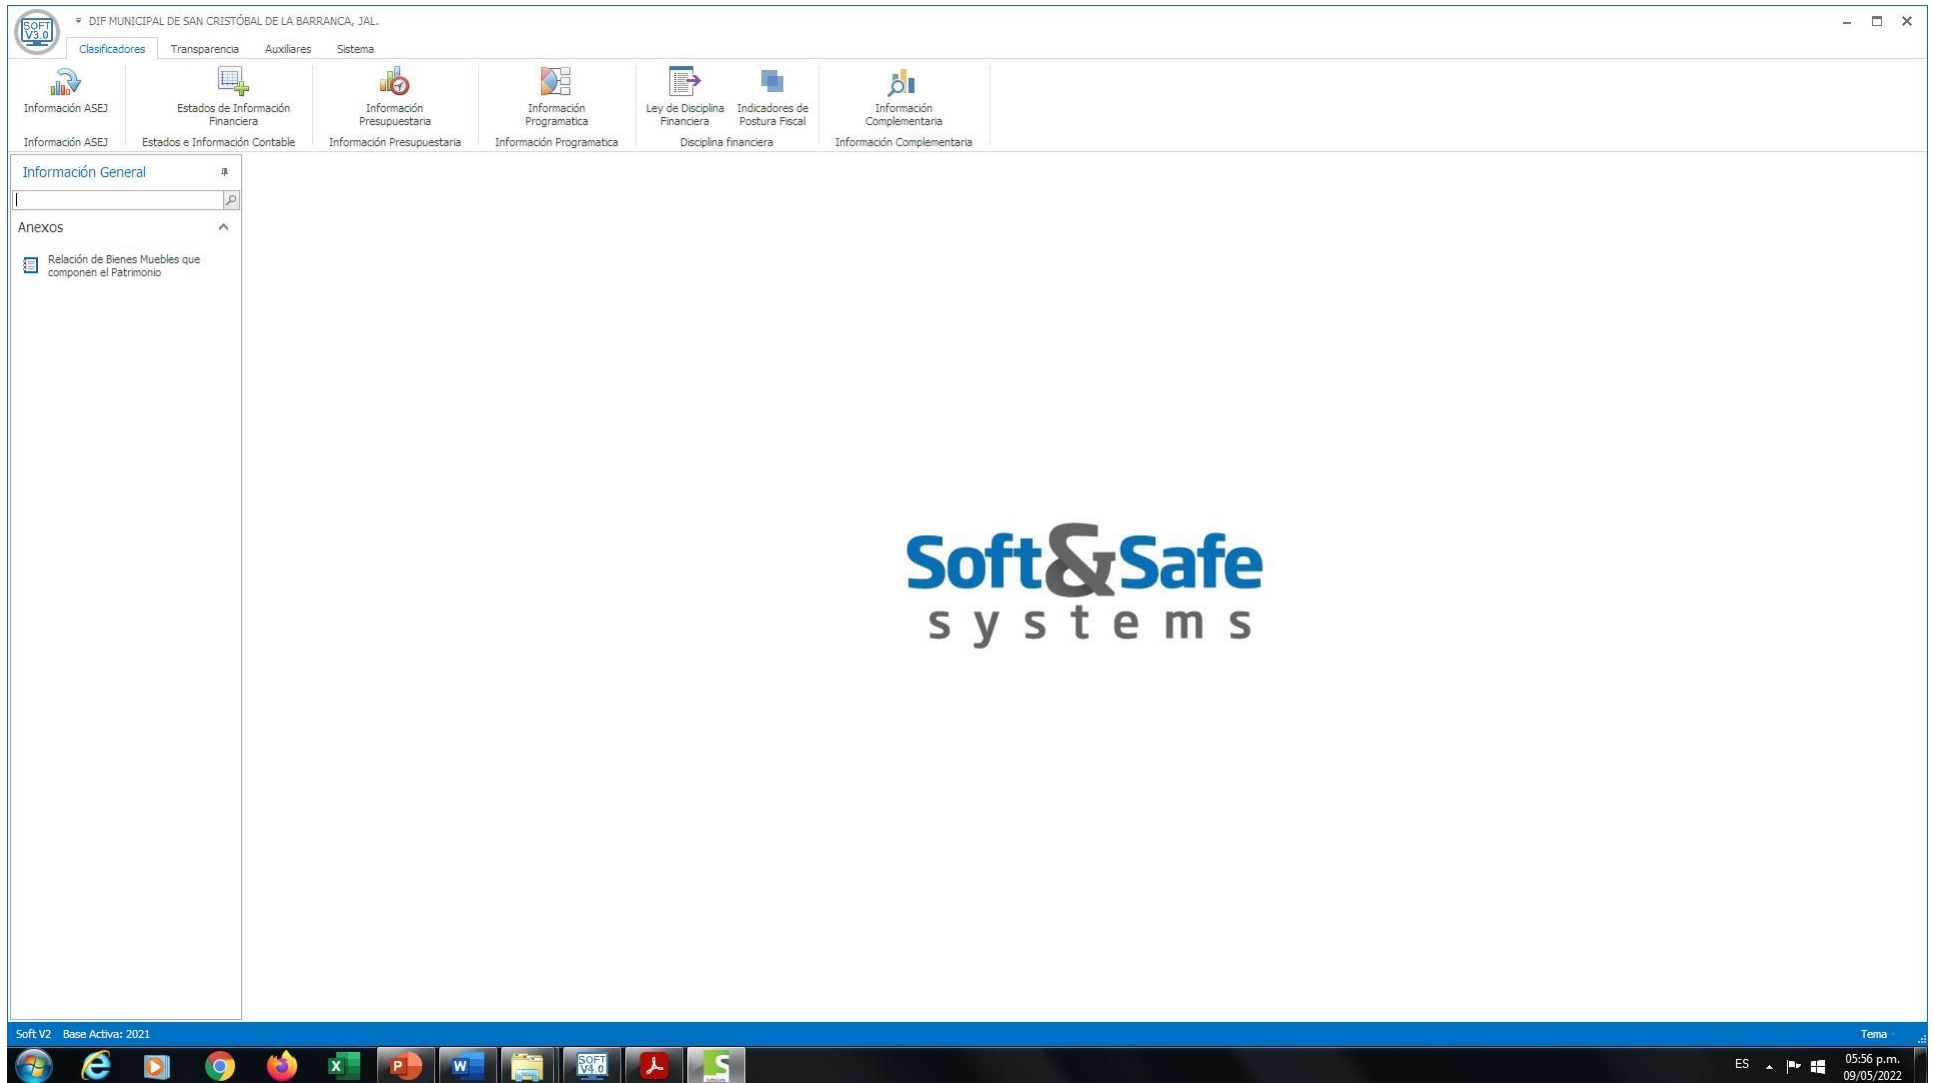 SOFT
V3.0
DIF MUNICIPAL DE SAN CRISTÓBAL DE LA BARRANCA, JAL.
Clasificadores Transparencia Auxiliares Sistema
Información ASEJ
Estados de Información
Financiera
Información
Presupuestaria
Información
Programatica
Ley de Disciplina
Financiera
Indicadores de
Postura Fiscal
Información
Complementaria
Información ASEJ Estados e Información Contable Información Presupuestaria Información Programatica Disciplina financiera Información Complementaria
Información General
Anexos
Relación de Bienes Muebles que
componen el Patrimonio
Soft&Safe
systems
Soft V2 Base Activa: 2021 Tema
SOFT
V4.0
ES
05:56 p.m.
09/05/2022